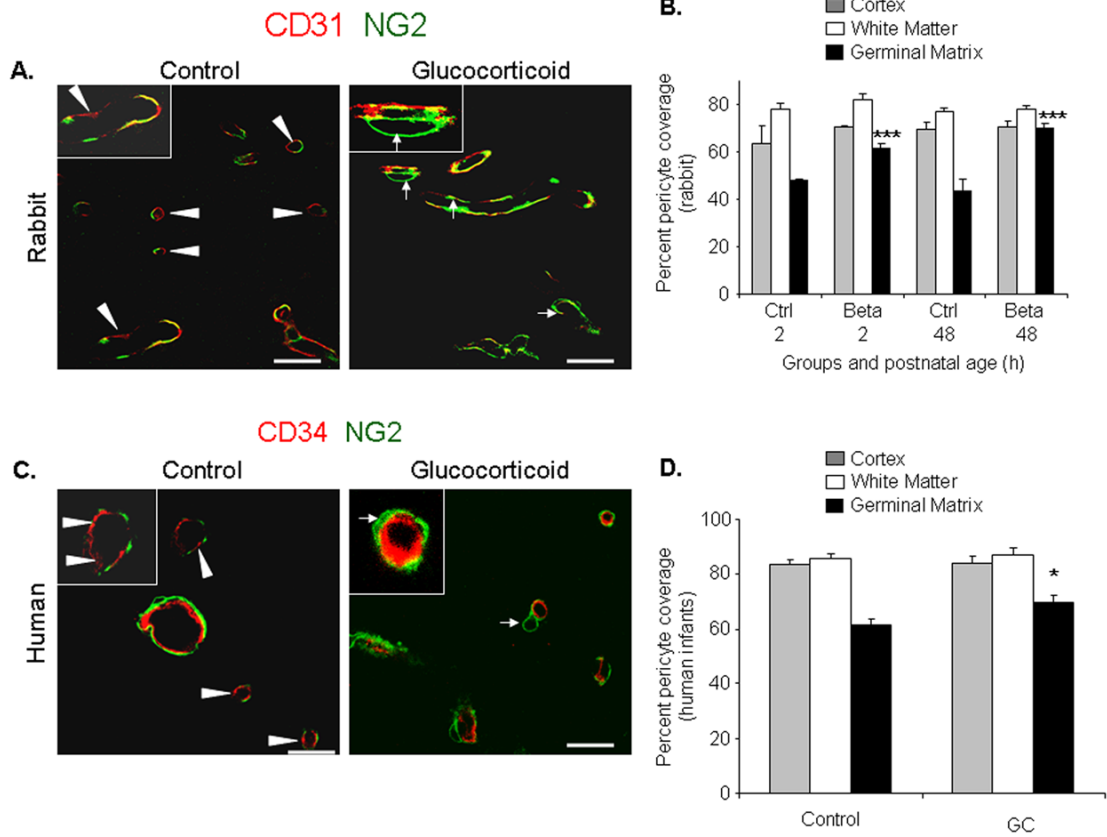 CD31 NG2
A.
Control
Glucocorticoid
Rabbit
B.
Cortex
White Matter
Germinal Matrix
Percent pericyte coverage
(rabbit)
80
60
40
20
0
***
***
Ctrl
2
Beta
2
Ctrl
48
Beta
48
Groups and postnatal age (h)
CD34 NG2
C.
Control
Glucocorticoid
Human
D.
Cortex
White Matter
Germinal Matrix
Percent pericyte coverage
(human infants)
100
80
60
40
20
0
*
Control
GC